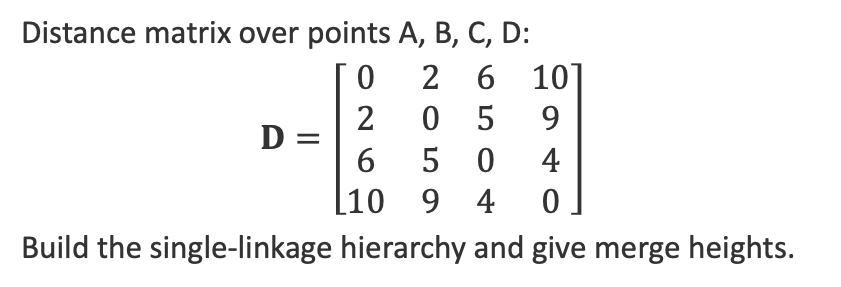 Distance matrix over points A, B, C, D:
D = [0 2 6 10
2 0 5 9
6 5 0 4
10 9 4 0]
Build the single-linkage hierarchy and give merge heights.